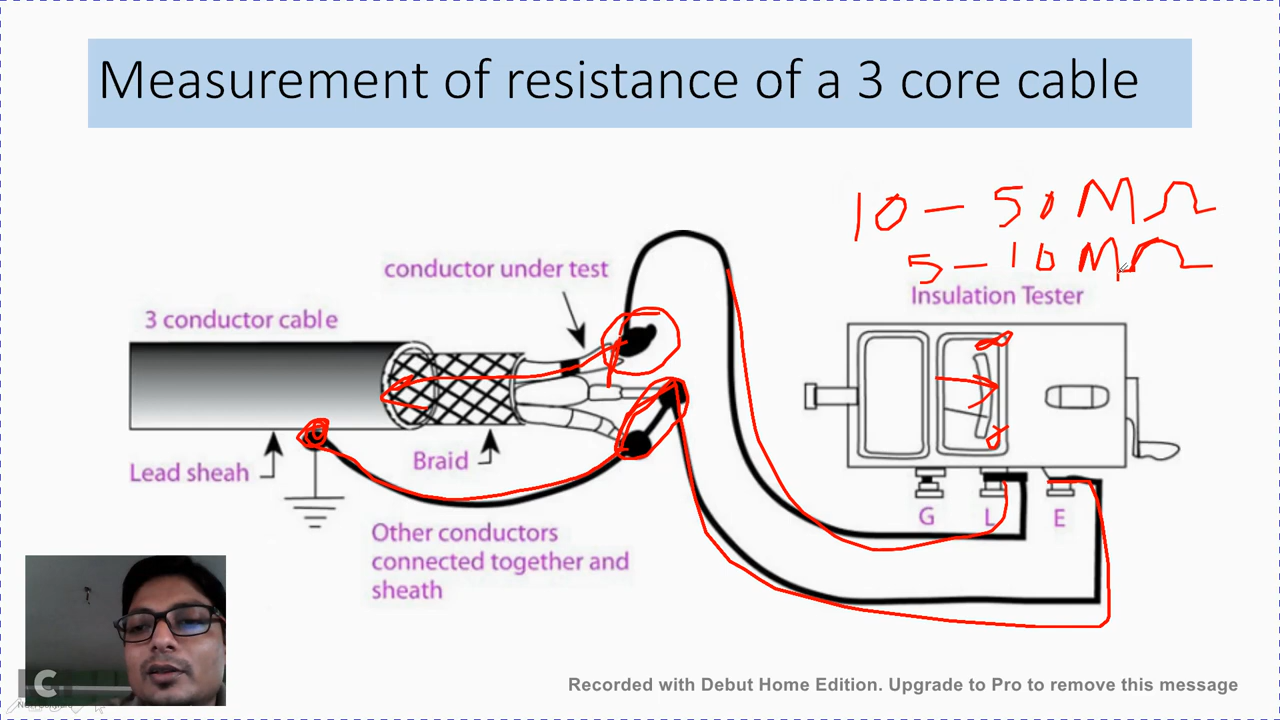 Measurement of resistance of a 3 core cable
10 - 50 MΩ
5 - 10 MΩ
conductor under test
Insulation Tester
3 conductor cable
Lead sheah
Braid
G L E
Other conductors
connected together and
sheath
Recorded with Debut Home Edition. Upgrade to Pro to remove this message